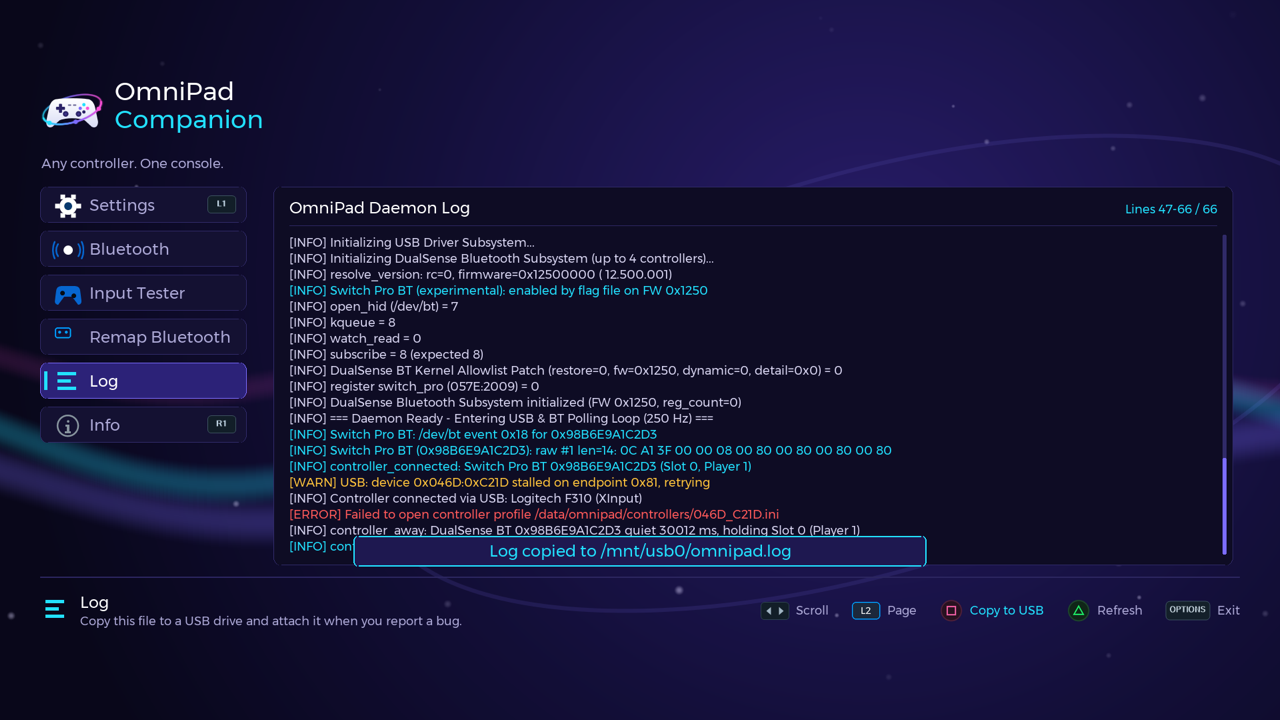 OmniPad
Companion
Any controller. One console.
Settings L1
Bluetooth
Input Tester
Remap Bluetooth
Log
Info R1
OmniPad Daemon Log
Lines 47-66 / 66
[INFO] Initializing USB Driver Subsystem...
[INFO] Initializing DualSense Bluetooth Subsystem (up to 4 controllers)...
[INFO] resolve_version: rc=0, firmware=0x12500000 ( 12.500.001)
[INFO] Switch Pro BT (experimental): enabled by flag file on FW 0x1250
[INFO] open_hid (/dev/bt) = 7
[INFO] kqueue = 8
[INFO] watch_read = 0
[INFO] subscribe = 8 (expected 8)
[INFO] DualSense BT Kernel Allowlist Patch (restore=0, fw=0x1250, dynamic=0, detail=0x0) = 0
[INFO] register switch_pro (057E:2009) = 0
[INFO] DualSense Bluetooth Subsystem initialized (FW 0x1250, reg_count=0)
[INFO] === Daemon Ready - Entering USB & BT Polling Loop (250 Hz) ===
[INFO] Switch Pro BT: /dev/bt event 0x18 for 0x98B6E9A1C2D3
[INFO] Switch Pro BT (0x98B6E9A1C2D3): raw #1 len=14: 0C A1 3F 00 00 08 00 80 00 80 00 80 00 80
[INFO] controller_connected: Switch Pro BT 0x98B6E9A1C2D3 (Slot 0, Player 1)
[WARN] USB: device 0x046D:0xC21D stalled on endpoint 0x81, retrying
[INFO] Controller connected via USB: Logitech F310 (XInput)
[ERROR] Failed to open controller profile /data/omnipad/controllers/046D_C21D.ini
[INFO] controller_away: DualSense BT 0x98B6E9A1C2D3 quiet 30012 ms, holding Slot 0 (Player 1)
[INFO]
Log copied to /mnt/usb0/omnipad.log
Log
Copy this file to a USB drive and attach it when you report a bug.
Scroll L2 Page Copy to USB Refresh OPTIONS Exit